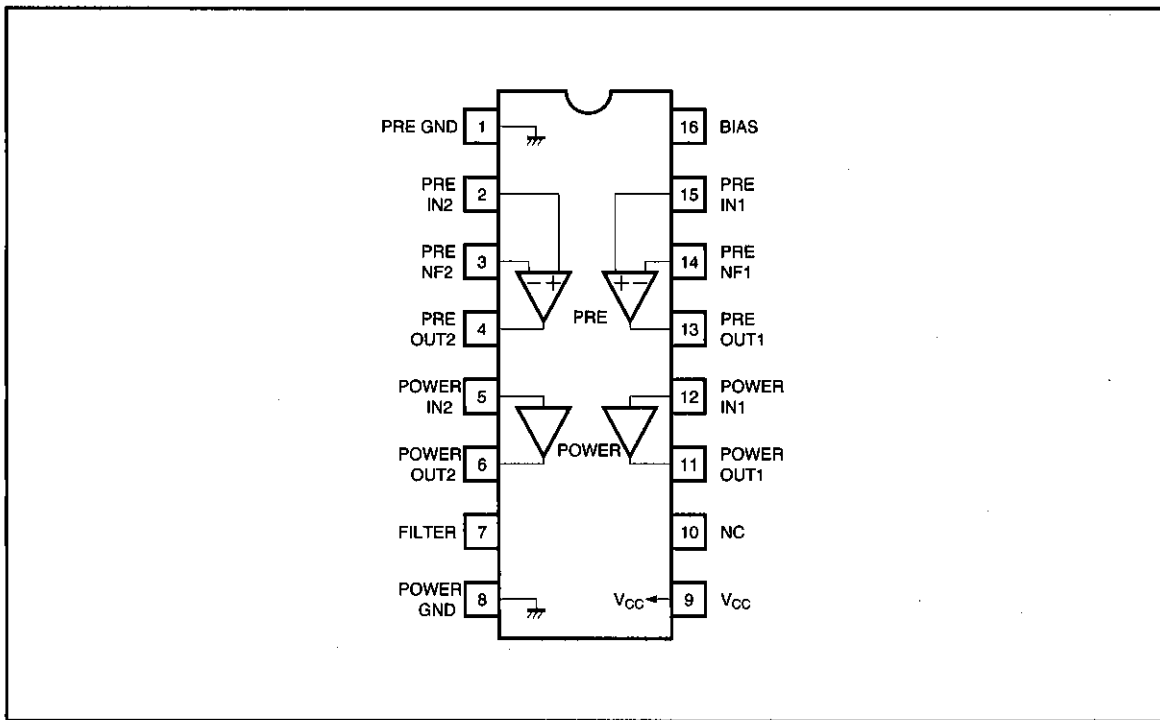 PRE GND 1
16 BIAS
PRE
IN2
2
15
PRE
IN1
PRE
NF2
3
14
PRE
NF1
− +
+ −
PRE
PRE
OUT2
4
13
PRE
OUT1
POWER
IN2
5
12
POWER
IN1
POWER
POWER
OUT2
6
11
POWER
OUT1
FILTER 7
10 NC
POWER
GND
8
VCC
9
VCC